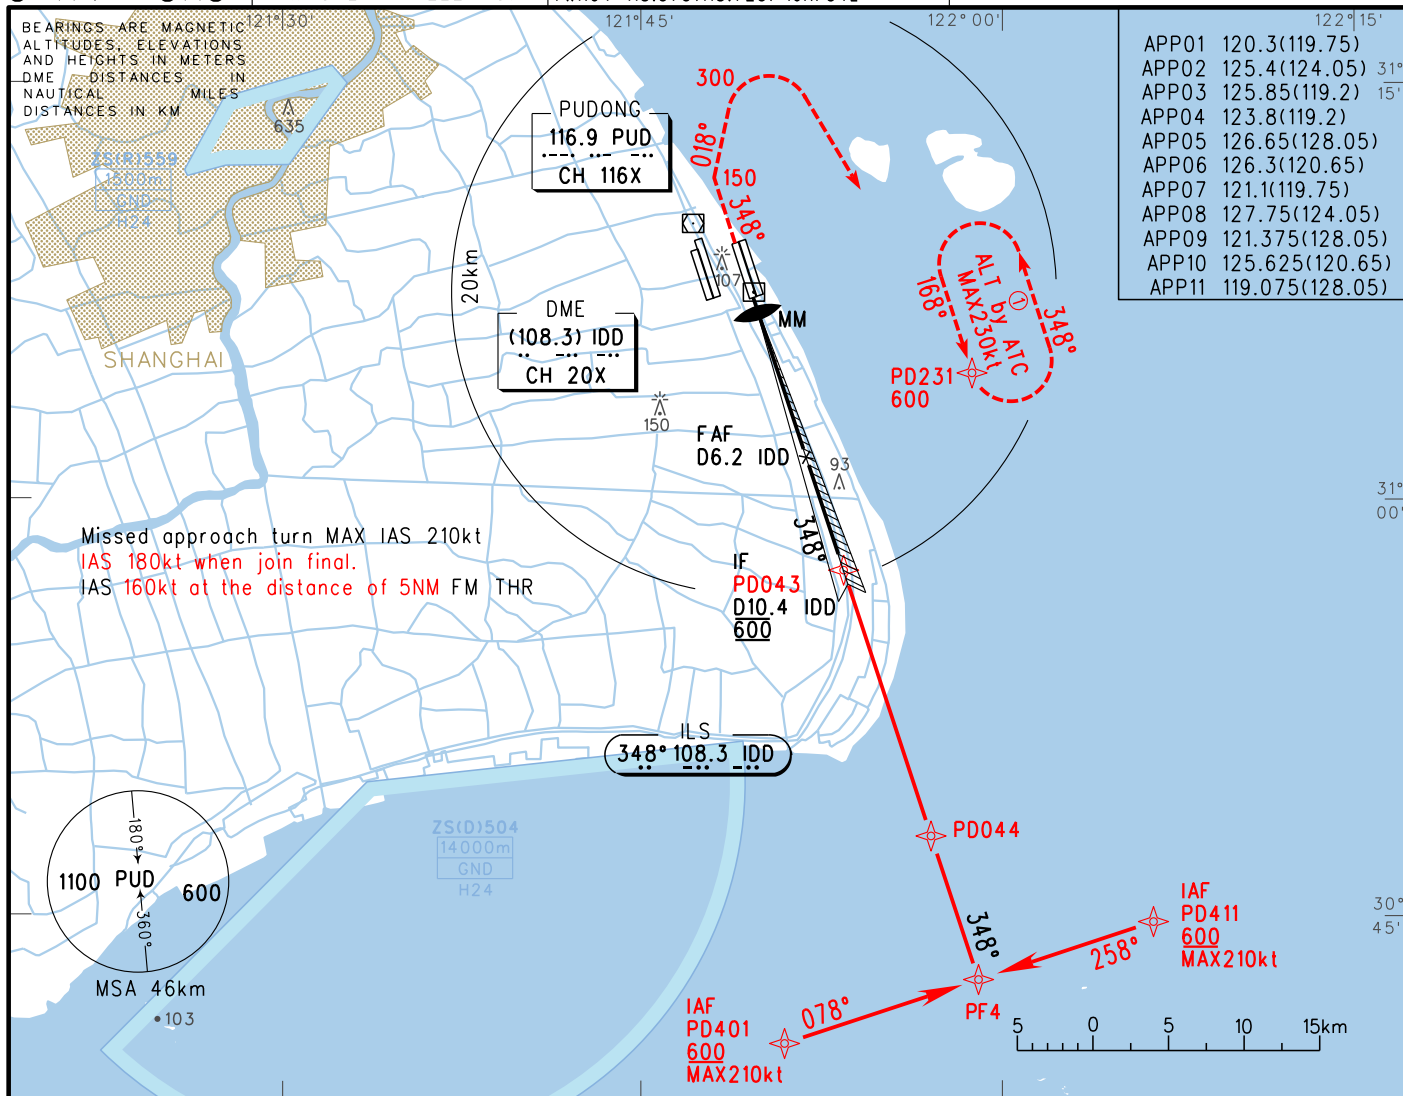 121°30'
121°45'
122°00'
122°15'
BEARINGS ARE MAGNETIC
ALTITUDES, ELEVATIONS
AND HEIGHTS IN METERS
DME DISTANCES IN
NAUTICAL MILES
DISTANCES IN KM
635
ZS(R)559
1500m
GND
H24
SHANGHAI
PUDONG
116.9 PUD
CH 116X
300
018°
150
348°
APP01 120.3(119.75)
APP02 125.4(124.05)
APP03 125.85(119.2)
APP04 123.8(119.2)
APP05 126.65(128.05)
APP06 126.3(120.65)
APP07 121.1(119.75)
APP08 127.75(124.05)
APP09 121.375(128.05)
APP10 125.625(120.65)
APP11 119.075(128.05)
31°
15'
20km
107
MM
DME
(108.3) IDD
CH 20X
150
168°
ALT by ATC
MAX230kt
①
348°
PD231
600
FAF
D6.2 IDD
93
31°
00'
348°
Missed approach turn MAX IAS 210kt
IAS 180kt when join final.
IAS 160kt at the distance of 5NM FM THR
IF
PD043
D10.4 IDD
600
ILS
348° 108.3 IDD
ZS(D)504
14000m
GND
H24
PD044
180°
1100 PUD 600
360°
MSA 46km
103
348°
IAF
PD411
600
MAX210kt
258°
30°
45'
PF4
IAF
PD401
600
MAX210kt
078°
5 0 5 10 15km